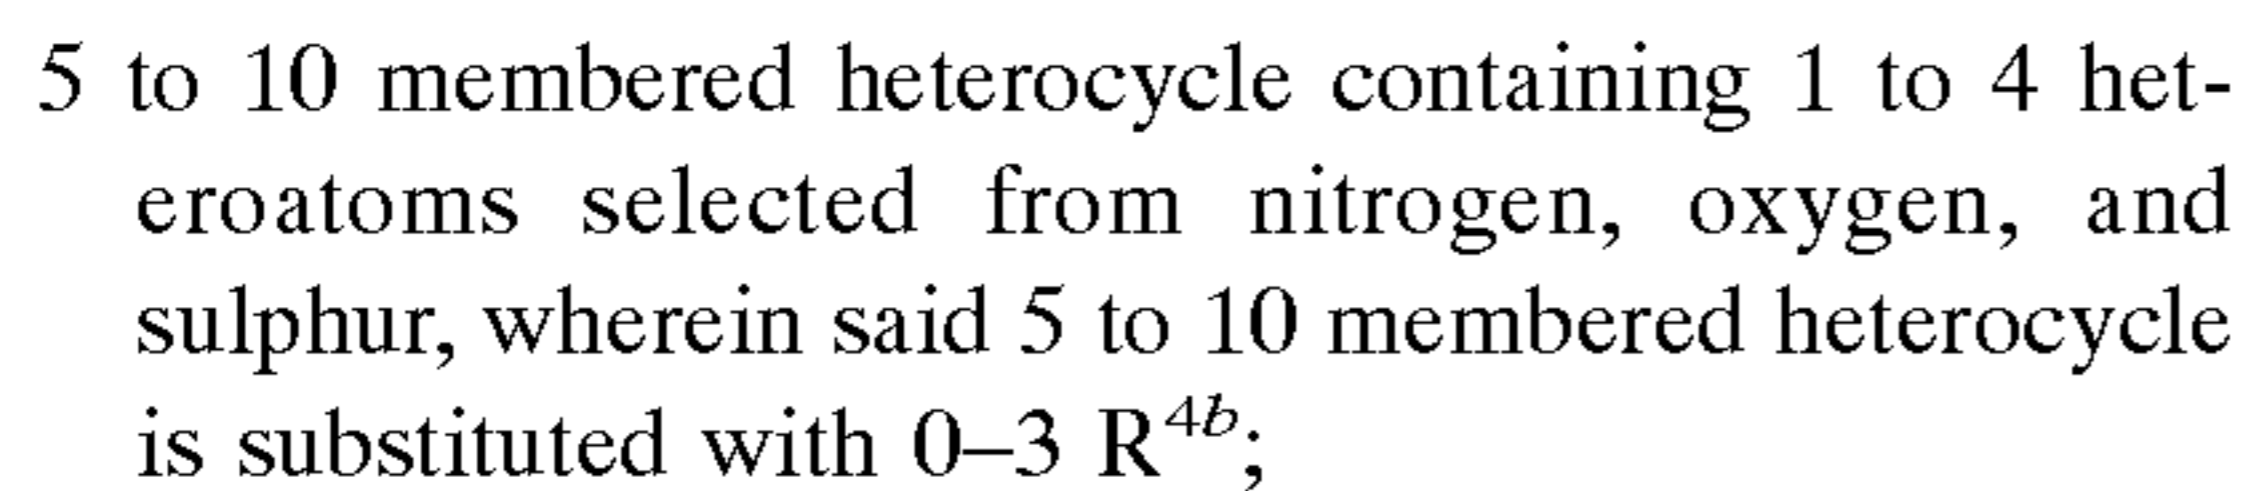 5 to 10 membered heterocycle containing 1 to 4 het-
eroatoms selected from nitrogen, oxygen, and
sulphur, wherein said 5 to 10 membered heterocycle
is substituted with 0–3 R⁴ᵇ;